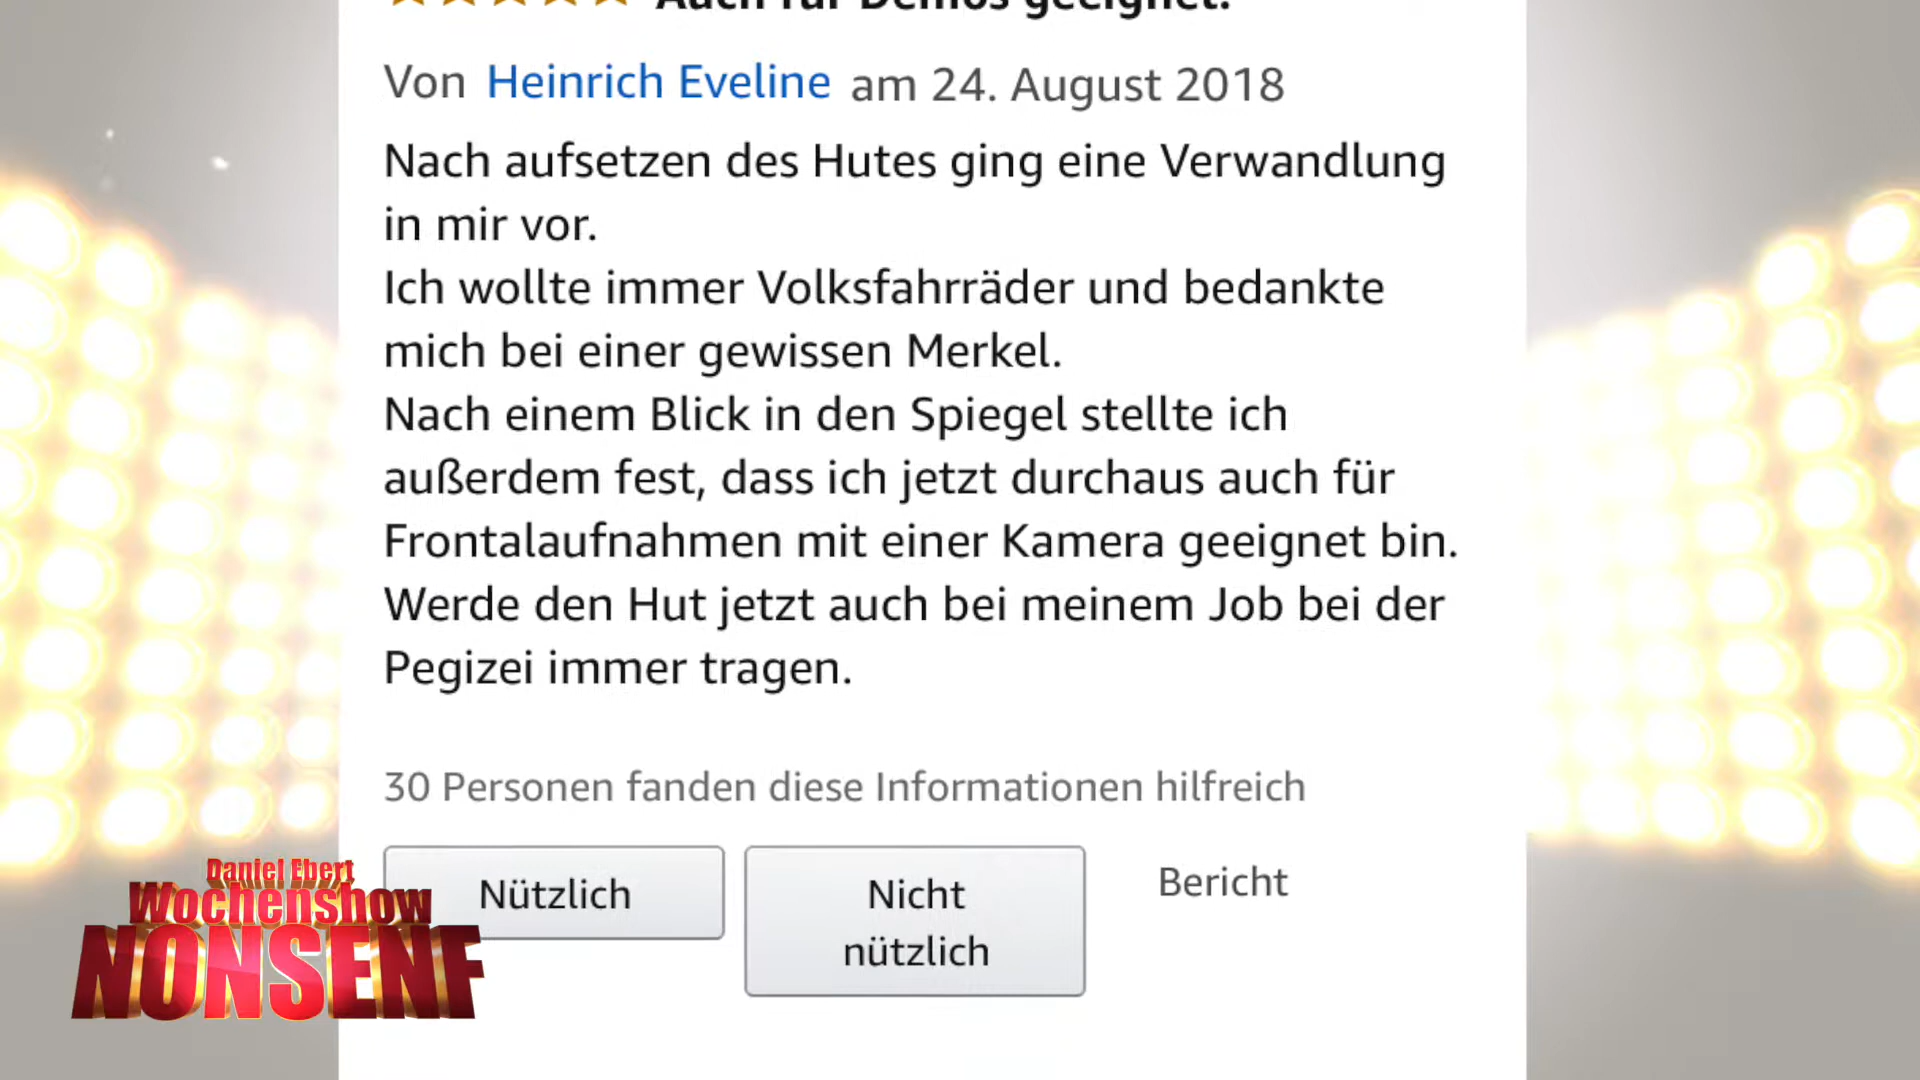 Auch für Demos geeignet.
Von Heinrich Eveline am 24. August 2018
Nach aufsetzen des Hutes ging eine Verwandlung
in mir vor.
Ich wollte immer Volksfahrräder und bedankte
mich bei einer gewissen Merkel.
Nach einem Blick in den Spiegel stellte ich
außerdem fest, dass ich jetzt durchaus auch für
Frontalaufnahmen mit einer Kamera geeignet bin.
Werde den Hut jetzt auch bei meinem Job bei der
Pegizei immer tragen.
30 Personen fanden diese Informationen hilfreich
Nützlich
Nicht
nützlich
Bericht
Daniel Ebert
Wochenshow
NONSENF